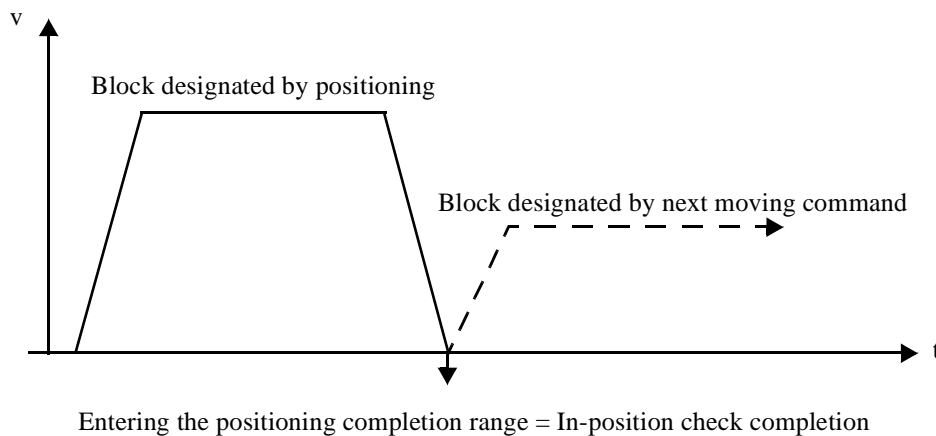 v
Block designated by positioning
Block designated by next moving command
t
Entering the positioning completion range = In-position check completion